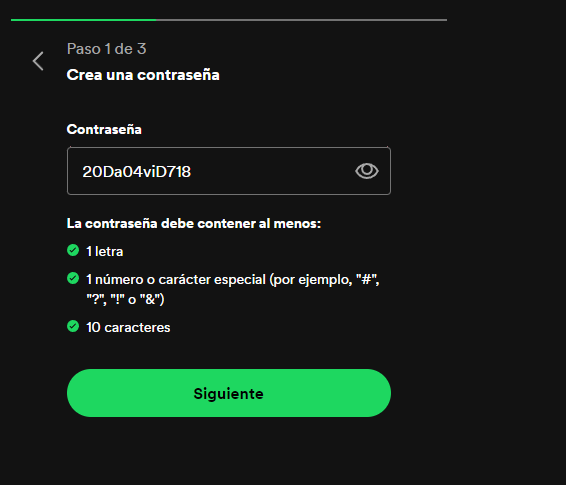 Paso 1 de 3
Crea una contraseña
Contraseña
20Da04viD718
La contraseña debe contener al menos:
1 letra
1 número o carácter especial (por ejemplo, "#",
"?", "!" o "&")
10 caracteres
Siguiente